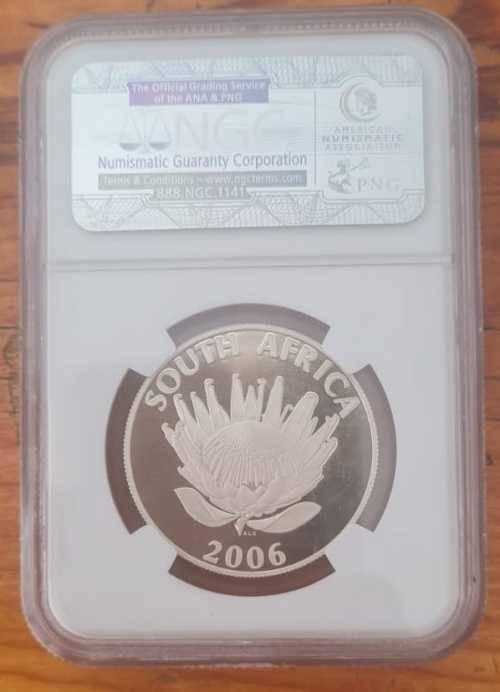 The Official Grading Service
of the ANA & PNG
NGC
Numismatic Guaranty Corporation
Terms & Conditions ~ www.ngcterms.com
888.NGC.1141
AMERICAN
NUMISMATIC
ASSOCIATION
PNG
SOUTH AFRICA
ALS
2006